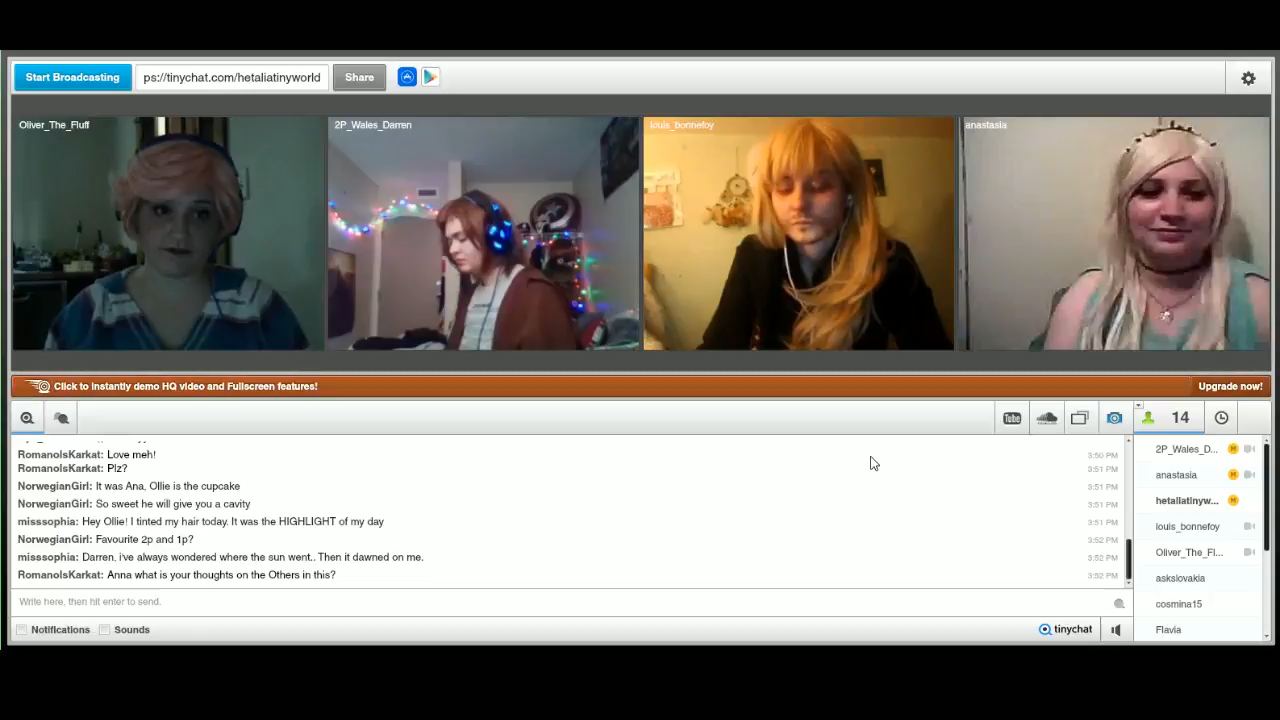 Start Broadcasting
ps://tinychat.com/hetaliatinyworld
Share
Oliver_The_Fluff
2P_Wales_Darren
louis_bonnefoy
anastasia
Click to instantly demo HQ video and Fullscreen features!
Upgrade now!
You Tube
14
RomanoIsKarkat: Love meh! 3:50 PM
RomanoIsKarkat: Plz? 3:51 PM
NorwegianGirl: It was Ana, Ollie is the cupcake 3:51 PM
NorwegianGirl: So sweet he will give you a cavity 3:51 PM
misssophia: Hey Ollie! I tinted my hair today. It was the HIGHLIGHT of my day 3:51 PM
NorwegianGirl: Favourite 2p and 1p? 3:52 PM
misssophia: Darren, i've always wondered where the sun went.. Then it dawned on me. 3:52 PM
RomanoIsKarkat: Anna what is your thoughts on the Others in this? 3:52 PM
Write here, then hit enter to send.
Notifications
Sounds
tinychat
2P_Wales_D... M
anastasia M
hetaliatinyw... M
louis_bonnefoy
Oliver_The_Fl...
askslovakia
cosmina15
Flavia